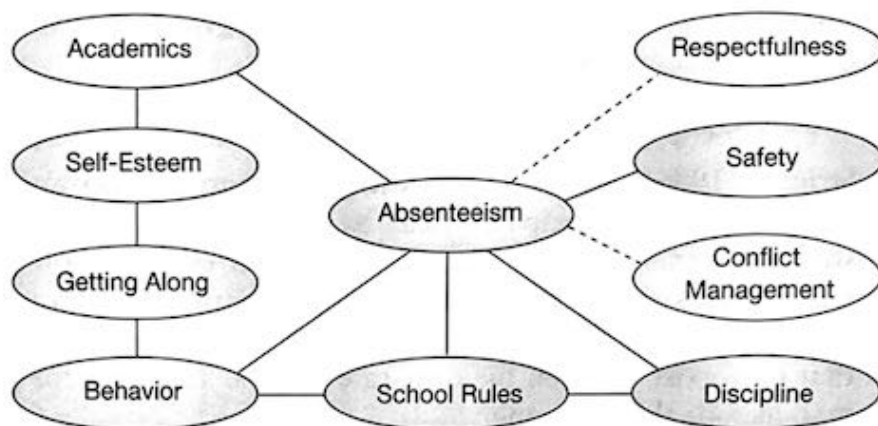 Academics
Respectfulness
Self-Esteem
Safety
Absenteeism
Getting Along
Conflict
Management
Behavior
School Rules
Discipline